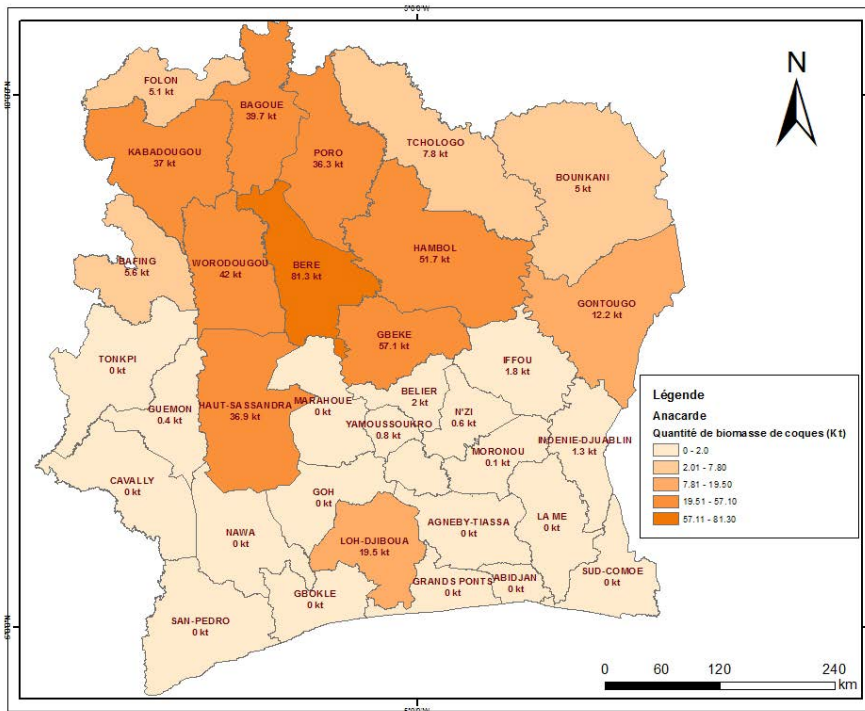 N
FOLON
5.1 kt
BAGOUE
39.7 kt
KABADOUGOU
37 kt
PORO
36.3 kt
TCHOLOGO
7.8 kt
BOUNKANI
5 kt
BAFING
5.6 kt
WORODOUGOU
42 kt
BERE
81.3 kt
HAMBOL
51.7 kt
GONTOUGO
12.2 kt
GBEKE
57.1 kt
TONKPI
0 kt
IFFOU
1.8 kt
GUEMON
0.4 kt
HAUT-SASSANDRA
36.9 kt
MARAHOUE
0 kt
BELIER
2 kt
YAMOUSSOUKRO
0.8 kt
N'ZI
0.6 kt
MORONOU
0.1 kt
INDENIE-DJUABLIN
1.3 kt
CAVALLY
0 kt
GOH
0 kt
NAWA
0 kt
LOH-DJIBOUA
19.5 kt
AGNEBY-TIASSA
0 kt
LA ME
0 kt
SUD-COMOE
0 kt
GRANDS PONTS
0 kt
ABIDJAN
0 kt
GBOKLE
0 kt
SAN-PEDRO
0 kt
Légende
Anacarde
Quantité de biomasse de coques (Kt)
0 - 2.0
2.01 - 7.80
7.81 - 19.50
19.51 - 57.10
57.11 - 81.30
0 60 120 240
km